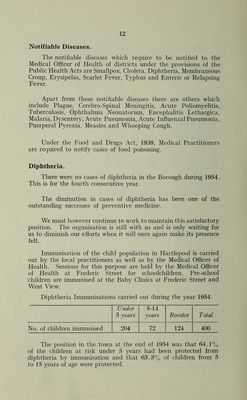 12
Notifiable Diseases.
The notifiable diseases which require to be notified to the
Medical Officer of Health of districts under the provisions of the
Public Health Acts are Smallpox, Cholera, Diphtheria, Membraneous
Croup, Erysipelas, Scarlet Fever, Typhus and Enteric or Relapsing
Fever.
Apart from these notifiable diseases there are others which
include Plague, Cerebro-Spinal Meningitis, Acute Poliomyelitis,
Tuberculosis, Ophthalmia Neonatorum, Encephalitis Lethargica,
Malaria, Dysentery, Acute Pneumonia, Acute Influenzal Pneumonia,
Puerperal Pyrexia, Measles and Whooping Cough.
Under the Food and Drugs Act, 1938, Medical Practitioners
are required to notify cases of food poisoning.
Diphtheria.
There were no cases of diphtheria in the Borough during 1954.
This is for the fourth consecutive year.
The diminution in cases of diphtheria has been one of the
outstanding successes of preventive medicine.
We must however continue to work to maintain this satisfactory
position. The organisation is still with us and is only waiting for
us to diminish our efforts when it will once again make its presence
felt.
Immunisation of the child population in Hartlepool is carried
out by the local practitioners as well as by the Medical Officer of
Health. Sessions for this purpose are held by the Medical Officer
of Health at Frederic Street for schoolchildren. Pre-school
children are immunised at the Baby Clinics at Frederic Street and
West View.
Diphtheria Immunisations carried out during the year 1954.
Under 5 years 5-14 years Booster Total
No. of children immunised 204 72 124 400
The position in the town at the end of 1954 was that 64.1%
of the children at risk under 5 years had been protected from
diphtheria by immunisation and that 63.3% of children from 5
to 15 years of age were protected.